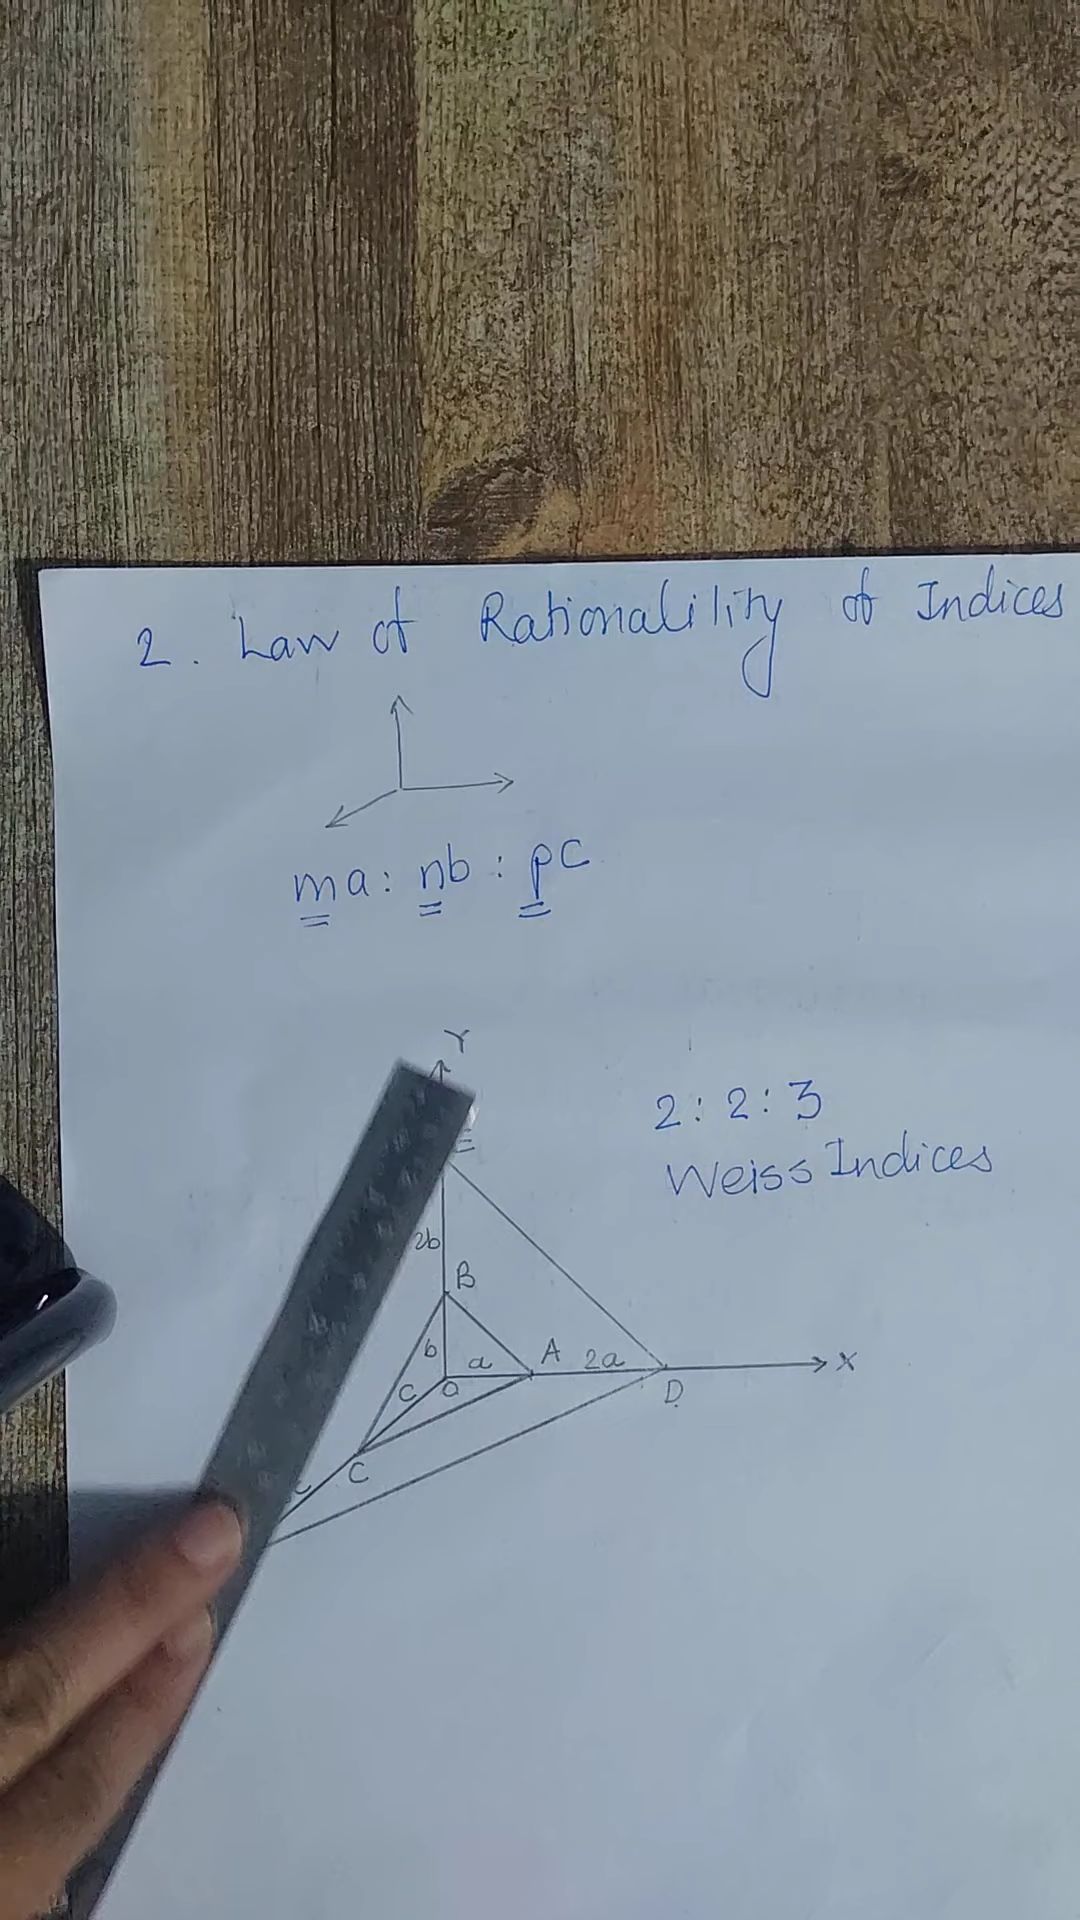 2. Law of Rationalility of Indices
ma: nb : pc
Y
2: 2: 3
E
Weiss Indices
2b
B
b a A 2a X
c O D
c C